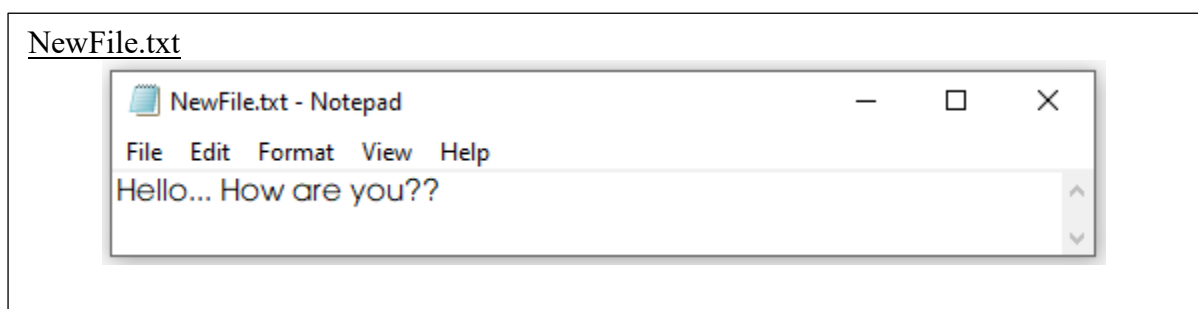 NewFile.txt
NewFile.txt - Notepad
File Edit Format View Help
Hello... How are you??